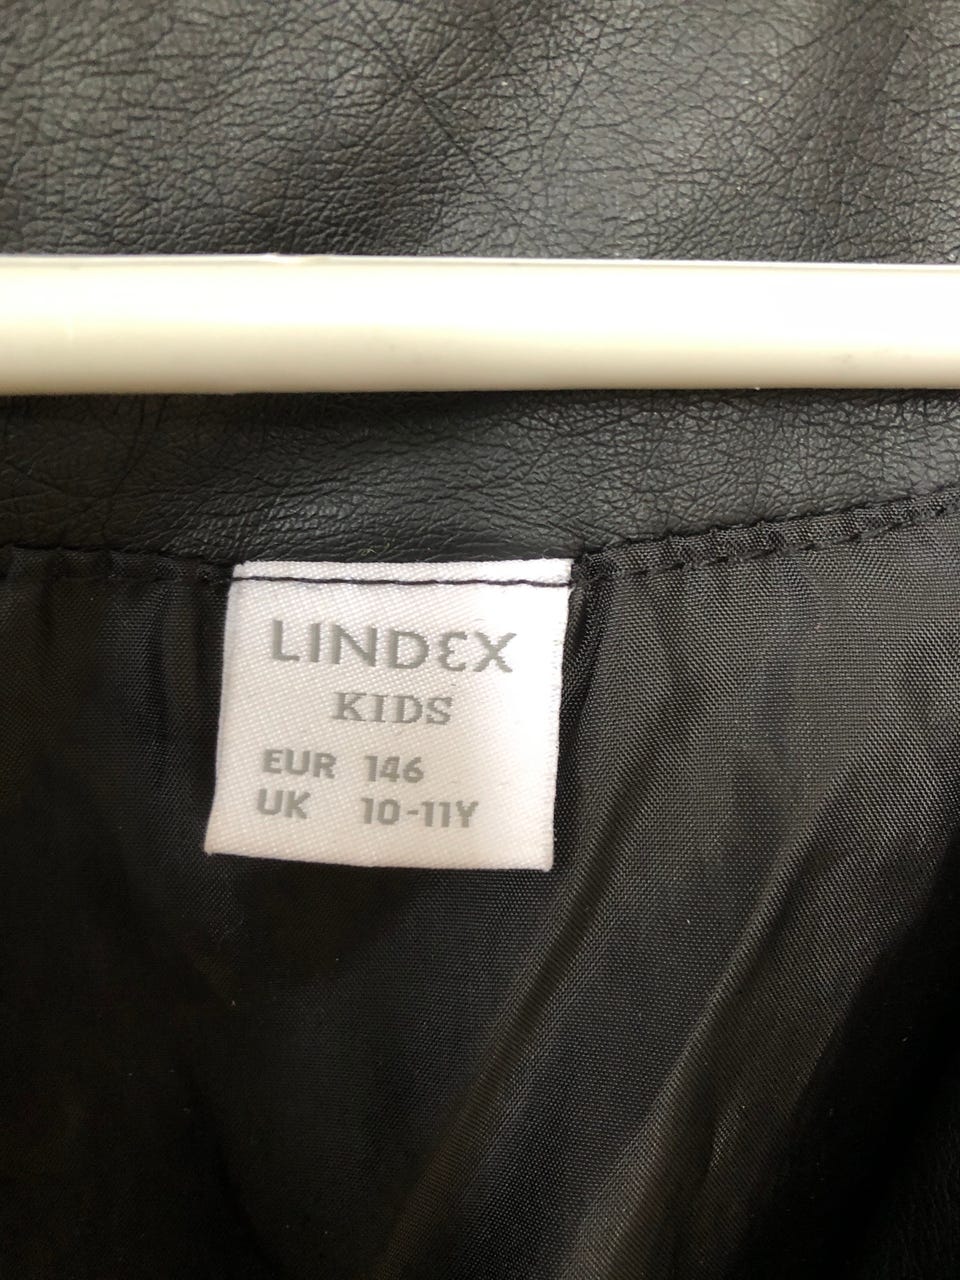 LINDEX
KIDS
EUR 146
UK 10-11Y